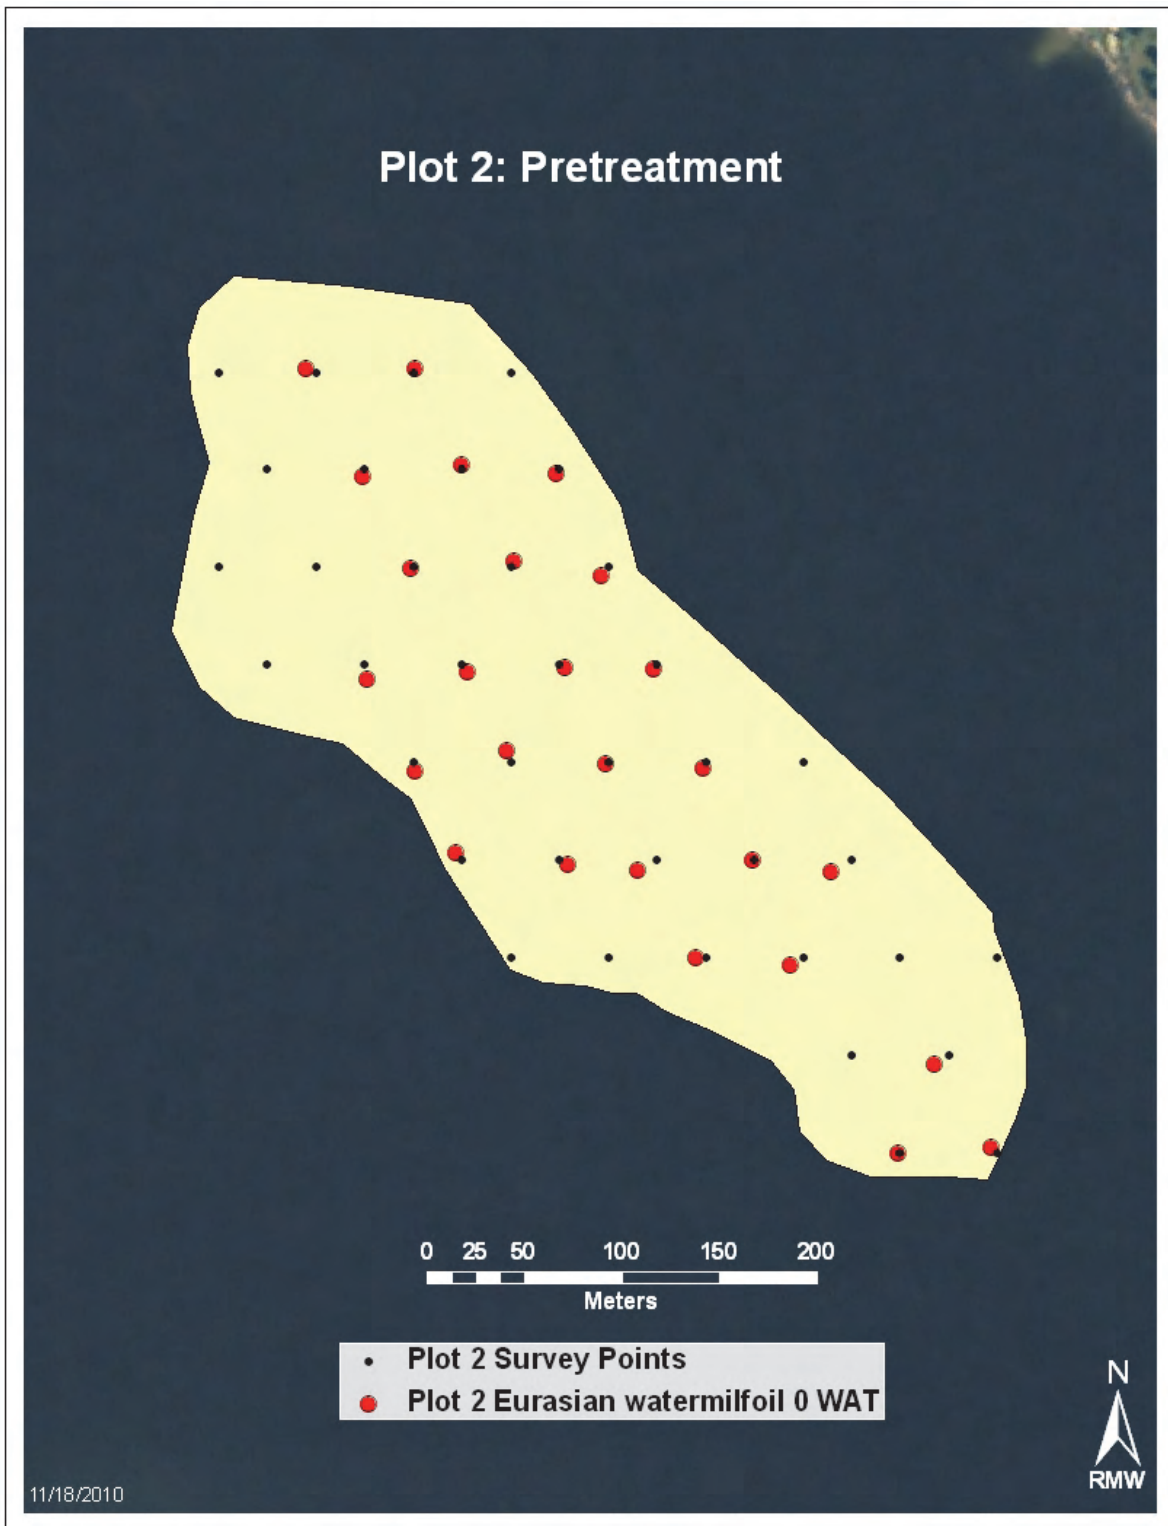 Plot 2: Pretreatment
0 25 50 100 150 200
Meters
Plot 2 Survey Points
Plot 2 Eurasian watermilfoil 0 WAT
N
RMW
11/18/2010